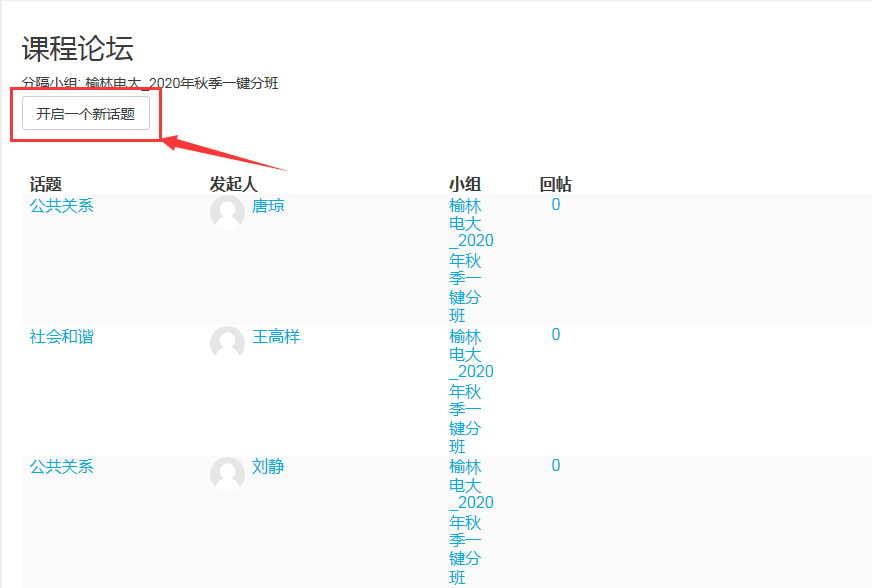 课程论坛
分隔小组: 榆林电大_2020年秋季一键分班
开启一个新话题
话题 发起人 小组 回帖
公共关系 唐琼 榆林 0
电大
_2020
年秋
季一
键分
班
社会和谐 王高样 榆林 0
电大
_2020
年秋
季一
键分
班
公共关系 刘静 榆林 0
电大
_2020
年秋
季一
键分
班